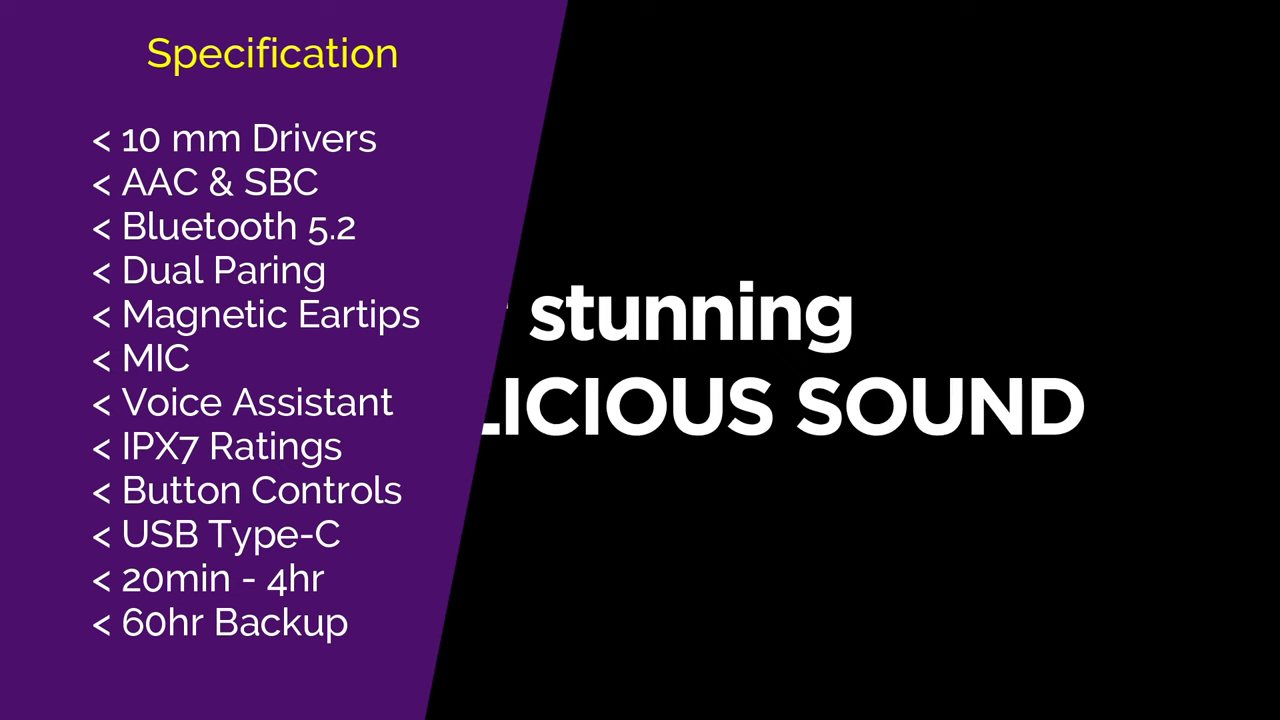 Specification
< 10 mm Drivers
< AAC & SBC
< Bluetooth 5.2
< Dual Paring
< Magnetic Eartips
< MIC
< Voice Assistant
< IPX7 Ratings
< Button Controls
< USB Type-C
< 20min - 4hr
< 60hr Backup
stunning
LICIOUS SOUND